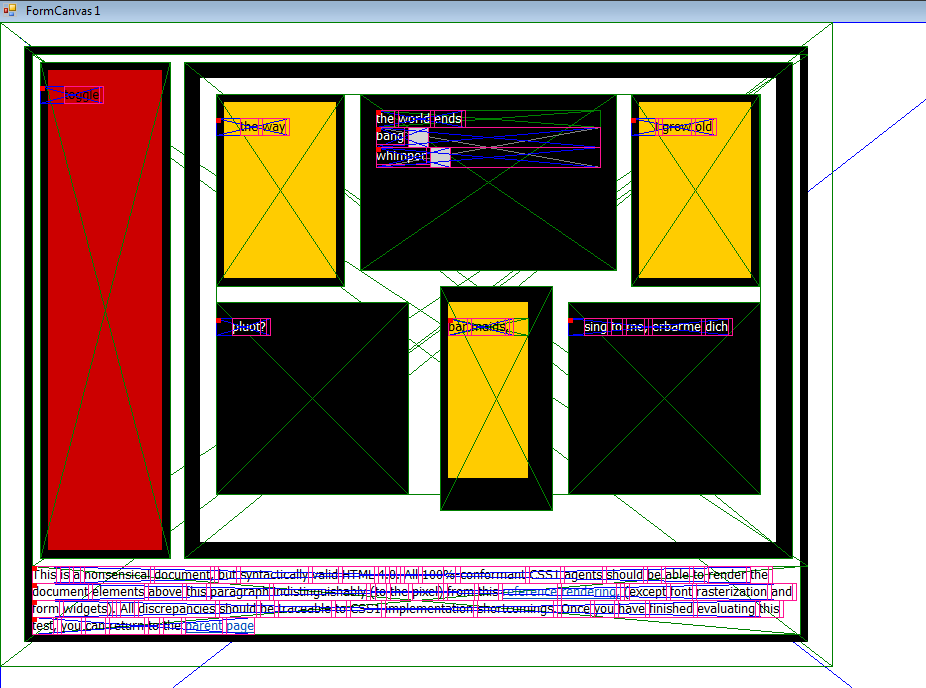 FormCanvas1
toggle
the way
the world ends
bang
whimper
I grow old
pluot?
bar maids,
sing to me, erbarme dich
This is a nonsensical document, but syntactically valid HTML 4.0. All 100%-conformant CSS1 agents should be able to render the
document elements above this paragraph indistinguishably (to the pixel) from this reference rendering, (except font rasterization and
form widgets). All discrepancies should be traceable to CSS1 implementation shortcomings. Once you have finished evaluating this
test, you can return to the parent page.